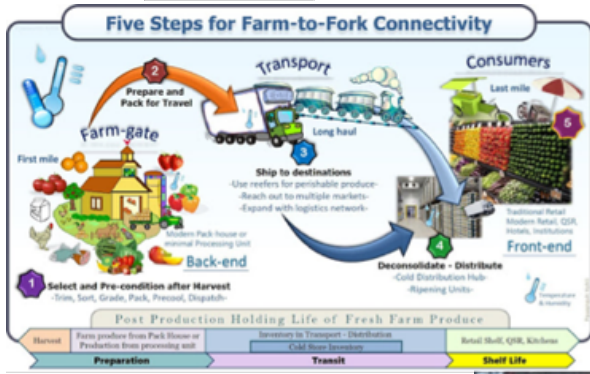 Five Steps for Farm-to-Fork Connectivity
2
Prepare and
Pack for Travel
Transport
Long haul
Consumers
Last mile
5
Farm-gate
First mile
Modern Pack house or
minimal Processing Unit
Back-end
3
Ship to destinations
-Use reefers for perishable produce-
-Reach out to multiple markets-
-Expand with logistics network-
Traditional Retail
Modern Retail, QSR,
Hotels, Institutions
Front-end
1
Select and Pre-condition after Harvest
-Trim, Sort, Grade, Pack, Precool, Dispatch-
4
Deconsolidate - Distribute
-Cold Distribution Hub-
-Ripening Units-
Temperature
& Humidity
Post Production Holding Life of Fresh Farm Produce
Harvest
Farm produce from Pack House or
Production from processing unit
Inventory in Transport - Distribution
Cold Store Inventory
Retail Shelf, QSR, Kitchens
Preparation
Transit
Shelf Life